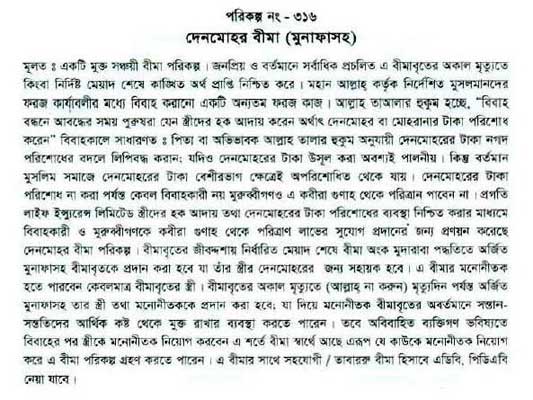 পরিকল্প নং - ৩১৬
দেনমোহর বীমা (মুনাফাসহ)
মূলত ঃ একটি মুক্ত সঞ্চয়ী বীমা পরিকল্প । জনপ্রিয় ও বর্তমানে সর্বাধিক প্রচলিত এ বীমাবৃতের অকাল মৃত্যুতে
কিংবা নির্দিষ্ট মেয়াদ শেষে কাঙ্খিত অর্থ প্রাপ্তি নিশ্চিত করে । মহান আল্লাহ্ কর্তৃক নির্দেশিত মুসলমানদের
ফরজ কার্য্যাবলীর মধ্যে বিবাহ করানো একটি অন্যতম ফরজ কাজ । আল্লাহ তাআলার হুকুম হচ্ছে, "বিবাহ
বন্ধনে আবদ্ধের সময় পুরুষরা যেন স্ত্রীদের হক আদায় করেন অর্থাৎ দেনমোহর বা মোহরানার টাকা পরিশোধ
করেন" বিবাহকালে সাধারণত ঃ পিতা বা অভিভাবক আল্লাহ তালার হুকুম অনুযায়ী দেনমোহরের টাকা নগদ
পরিশোধের বদলে লিপিবদ্ধ করান; যদিও দেনমোহরের টাকা উসূল করা অবশ্যই পালনীয় । কিন্তু বর্তমান
মুসলিম সমাজে দেনমোহরের টাকা বেশীরভাগ ক্ষেত্রেই অপরিশোধিত থেকে যায় । দেনমোহরের টাকা
পরিশোধ না করা পর্যন্ত কেবল বিবাহকারী নয় মুরুব্বীগণও এ কবীরা গুণাহ থেকে পরিত্রান পাবেন না । প্রগতি
লাইফ ইন্স্যুরেন্স লিমিটেড স্ত্রীদের হক আদায় তথা দেনমোহরের টাকা পরিশোধের ব্যবস্থা নিশ্চিত করার মাধ্যমে
বিবাহকারী ও মুরুব্বীগণকে কবীরা গুণাহ থেকে পরিত্রাণ লাভের সুযোগ প্রদানের জন্য প্রণয়ন করেছে
দেনমোহর বীমা পরিকল্প । বীমাবৃতের জীবদ্দশায় নির্ধারিত মেয়াদ শেষে বীমা অংক মুদারাবা পদ্ধতিতে অর্জিত
মুনাফাসহ বীমাবৃতকে প্রদান করা হবে যা তাঁর স্ত্রীর দেনমোহরের জন্য সহায়ক হবে । এ বীমার মনোনীতক
হতে পারবেন কেবলমাত্র বীমাবৃতের স্ত্রী । বীমাবৃতের অকাল মৃত্যুতে (আল্লাহ্ না করুন) মৃত্যুদিন পর্যন্ত অর্জিত
মুনাফাসহ তার স্ত্রী তথা মনোনীতককে প্রদান করা হবে; যা দিয়ে মনোনীতক বীমাবৃতের অবর্তমানে সন্তান-
সন্ততিদের আর্থিক কষ্ট থেকে মুক্ত রাখার ব্যবস্থা করতে পারেন । তবে অবিবাহিত ব্যক্তিগণ ভবিষ্যতে
বিবাহের পর স্ত্রীকে মনোনীতক নিয়োগ করবেন এ শর্তে বীমা স্বার্থে আছে এরূপ যে কাউকে মনোনীতক নিয়োগ
করে এ বীমা পরিকল্প গ্রহণ করতে পারেন । এ বীমার সাথে সহযোগী / তাবাররু বীমা হিসাবে এডিবি, পিডিএবি
নেয়া যাবে ।